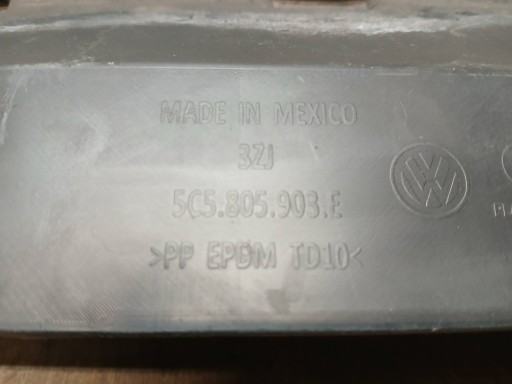 MADE IN MEXICO
3ZJ
5C5.805.903.E
>PP EPDM TD10<